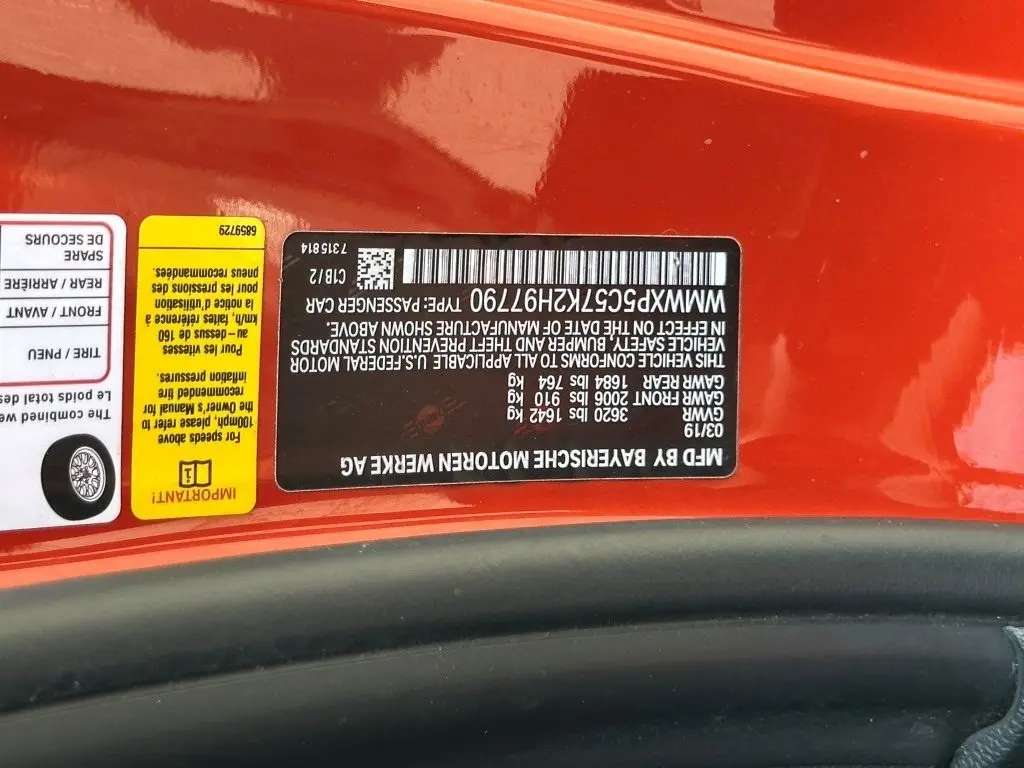 MFD BY BAYERISCHE MOTOREN WERKE AG
03/19
GVWR 3620 lbs 1642 kg
GAWR FRONT 2006 lbs 910 kg
GAWR REAR 1684 lbs 764 kg
THIS VEHICLE CONFORMS TO ALL APPLICABLE U.S.FEDERAL MOTOR
VEHICLE SAFETY, BUMPER AND THEFT PREVENTION STANDARDS
IN EFFECT ON THE DATE OF MANUFACTURE SHOWN ABOVE.
WMWXP5C57K2H97790 TYPE: PASSENGER CAR
C1B/2
7315814
IMPORTANT!
For speeds above
100mph, please refer to
the Owner's Manual for
recommended tire
inflation pressures.
Pour les vitesses
au-dessus de 160
km/h, faites référence à
la notice d'utilisation
pour des pressions de
pneus recommandées.
6859729
The combined we
Le poids total des
TIRE / PNEU
FRONT / AVANT
REAR / ARRIÈRE
SPARE
DE SECOURS